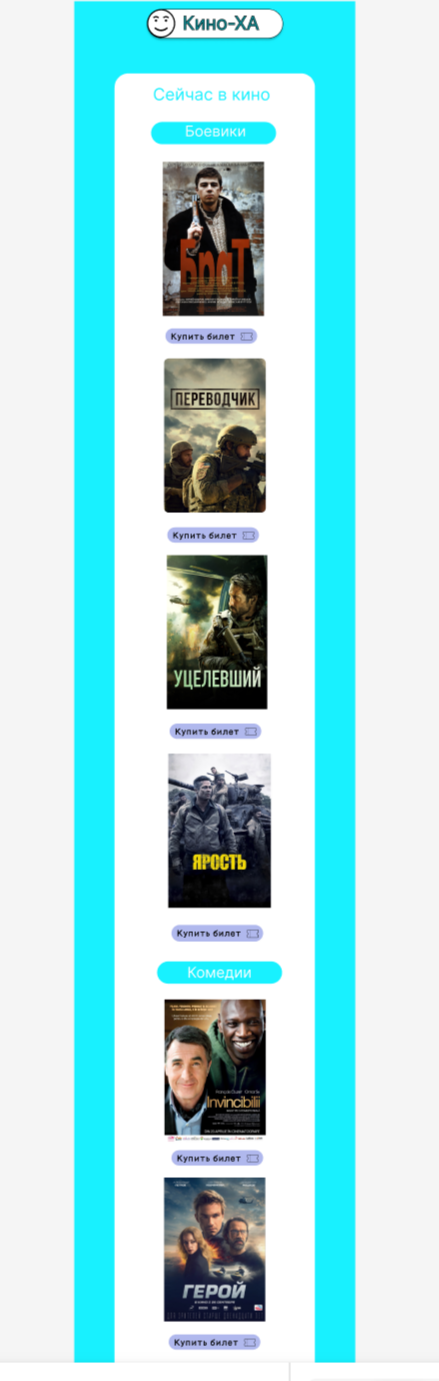 Кино-ХА
Сейчас в кино
Боевики
Брат
Купить билет
ПЕРЕВОДЧИК
Купить билет
УЦЕЛЕВШИЙ
Купить билет
ЯРОСТЬ
Купить билет
Комедии
Invincibilii
Купить билет
ГЕРОЙ
Купить билет